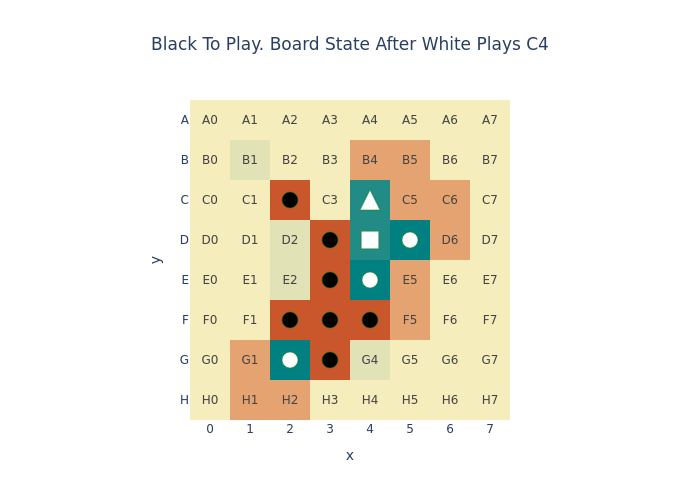 Black To Play. Board State After White Plays C4
A A0 A1 A2 A3 A4 A5 A6 A7
B B0 B1 B2 B3 B4 B5 B6 B7
C C0 C1 C3 C5 C6 C7
D D0 D1 D2 D6 D7
y
E E0 E1 E2 E5 E6 E7
F F0 F1 F5 F6 F7
G G0 G1 G4 G5 G6 G7
H H0 H1 H2 H3 H4 H5 H6 H7
0 1 2 3 4 5 6 7
x